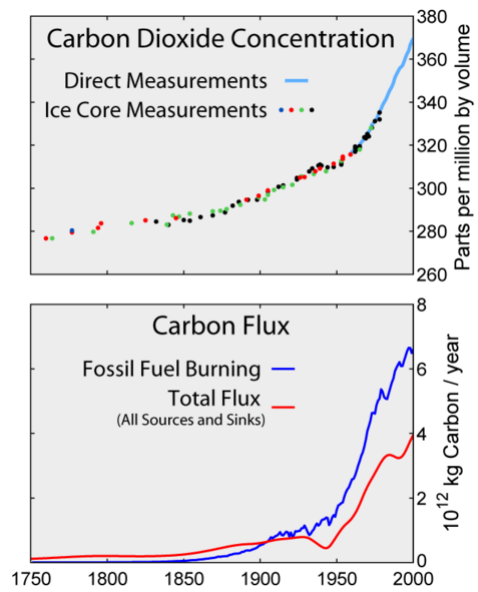 Carbon Dioxide Concentration
Direct Measurements
Ice Core Measurements
380
360
340
320
300
280
260
Parts per million by volume
Carbon Flux
Fossil Fuel Burning
Total Flux
(All Sources and Sinks)
8
6
4
2
0
10¹² kg Carbon / year
1750 1800 1850 1900 1950 2000